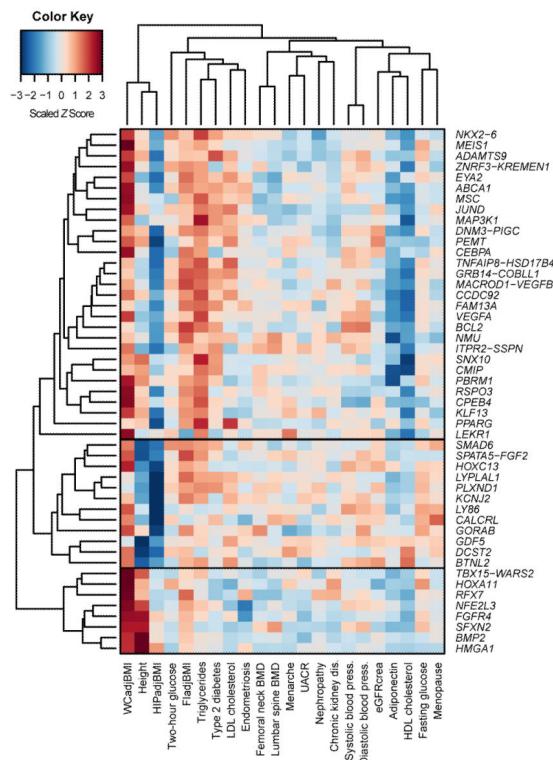 Color Key
−3−2−1 0 1 2 3
Scaled Z Score
NKX2−6
MEIS1
ADAMTS9
ZNRF3−KREMEN1
EYA2
ABCA1
MSC
JUND
MAP3K1
DNM3−PIGC
PEMT
CEBPA
TNFAIP8−HSD17B4
GRB14−COBLL1
MACROD1−VEGFB
CCDC92
FAM13A
VEGFA
BCL2
NMU
ITPR2−SSPN
SNX10
CMIP
PBRM1
RSPO3
CPEB4
KLF13
PPARG
LEKR1
SMAD6
SPATA5−FGF2
HOXC13
LYPLAL1
PLXND1
KCNJ2
LY86
CALCRL
GORAB
GDF5
DCST2
BTNL2
TBX15−WARS2
HOXA11
RFX7
NFE2L3
FGFR4
SFXN2
BMP2
HMGA1
WCadjBMI
Height
HIPadjBMI
Two−hour glucose
FIadjBMI
Triglycerides
Type 2 diabetes
LDL cholesterol
Endometriosis
Femoral neck BMD
Lumbar spine BMD
Menarche
UACR
Nephropathy
Chronic kidney dis.
Systolic blood press.
Diastolic blood press.
eGFRcrea
Adiponectin
HDL cholesterol
Fasting glucose
Menopause